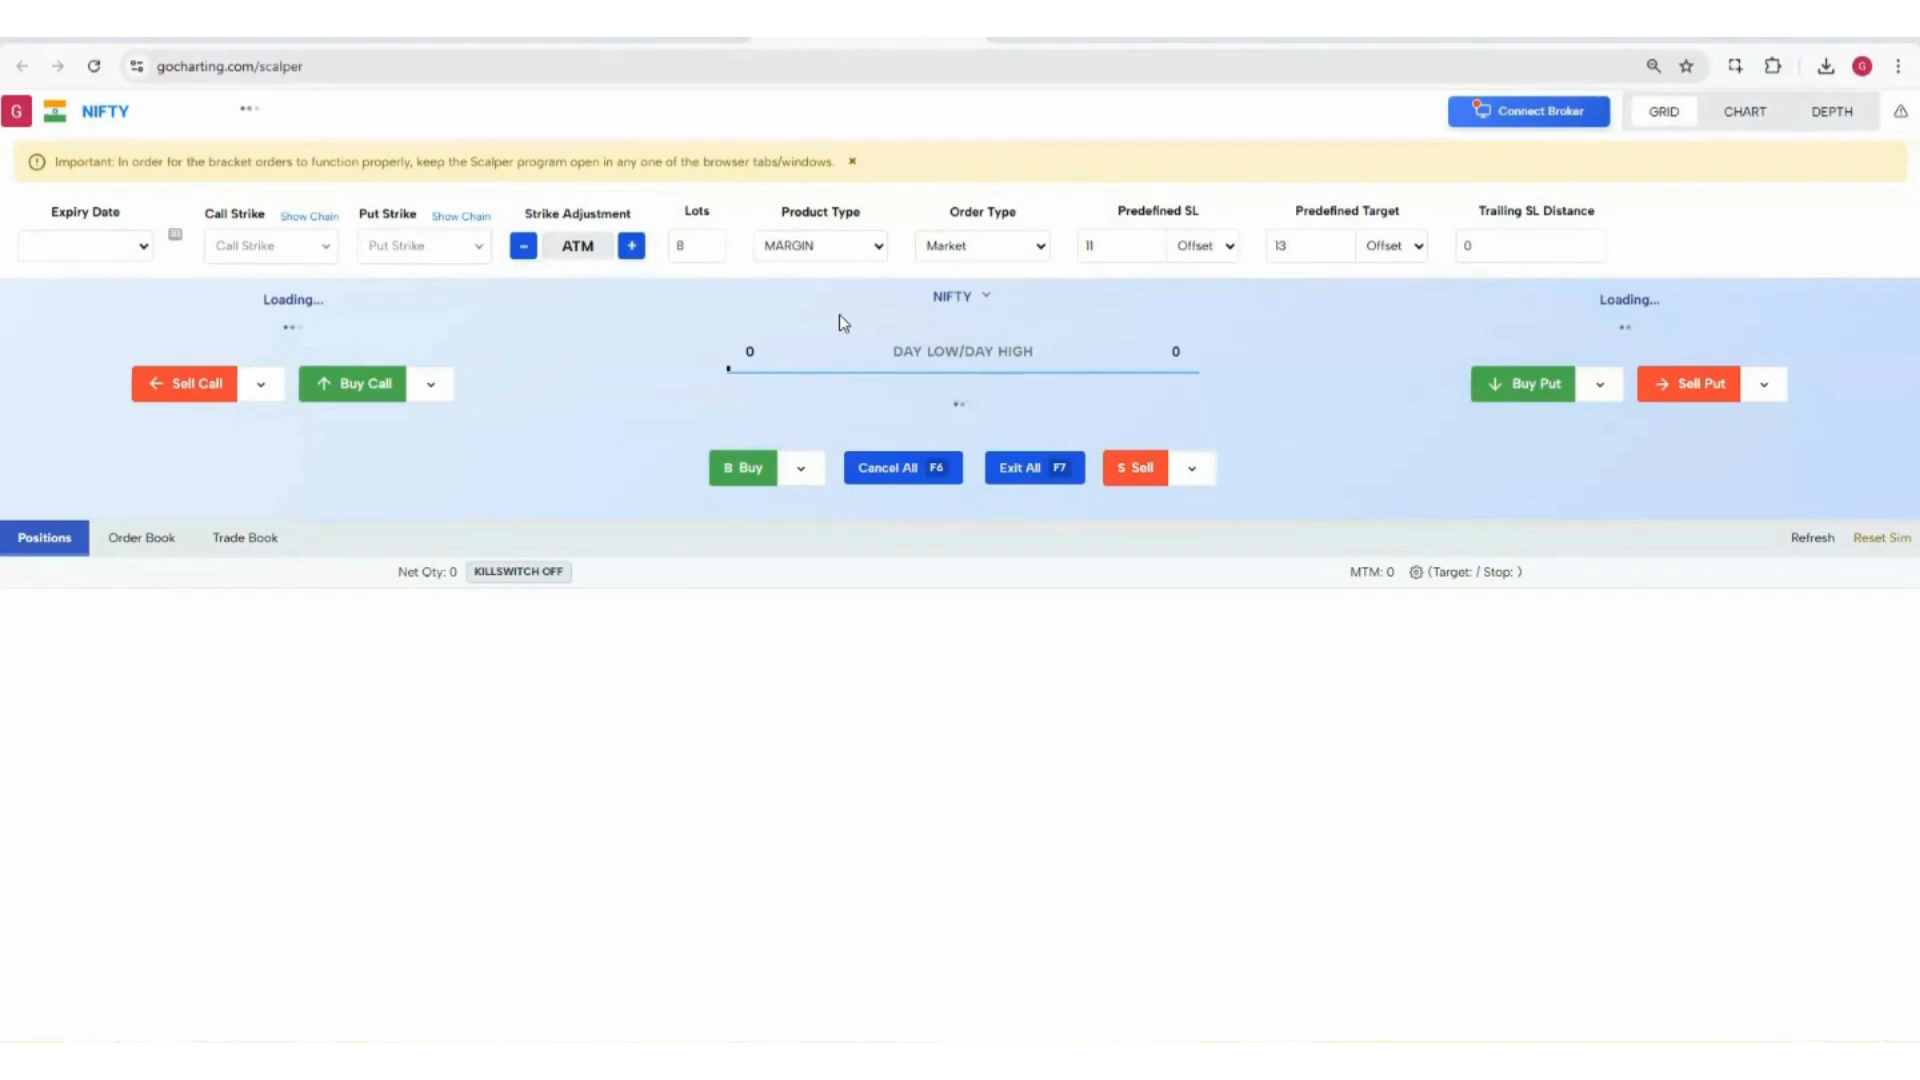 gocharting.com/scalper
G
G NIFTY
Connect Broker
GRID CHART DEPTH
Important: In order for the bracket orders to function properly, keep the Scalper program open in any one of the browser tabs/windows. ×
Expiry Date Call Strike Show Chain Put Strike Show Chain Strike Adjustment Lots Product Type Order Type Predefined SL Predefined Target Trailing SL Distance
Call Strike Put Strike - ATM + 8 MARGIN Market 11 Offset 13 Offset 0
Loading... NIFTY Loading...
0 DAY LOW/DAY HIGH 0
← Sell Call ↑ Buy Call ↓ Buy Put → Sell Put
B Buy Cancel All F6 Exit All F7 S Sell
Positions Order Book Trade Book Refresh Reset Sim
Net Qty: 0 KILLSWITCH OFF MTM: 0 (Target: / Stop: )